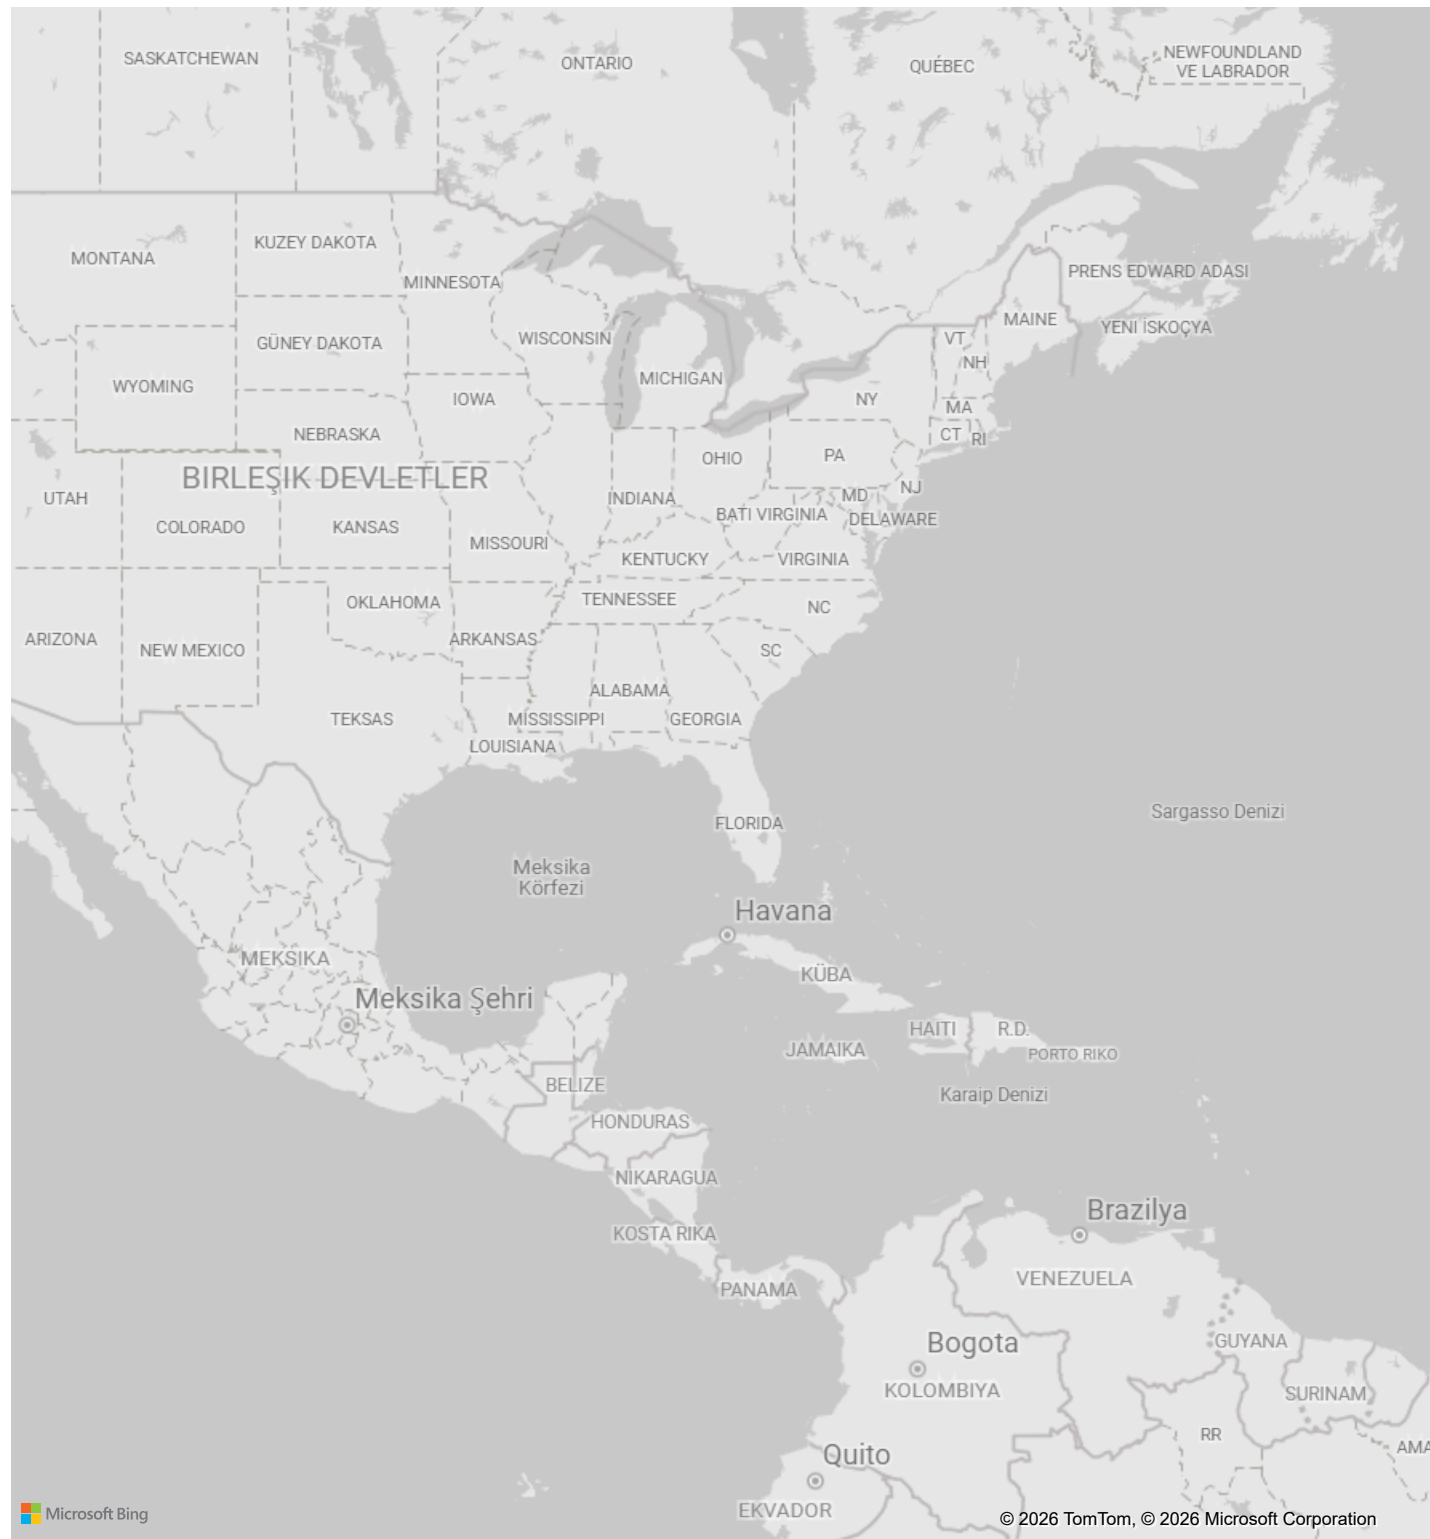 SASKATCHEWAN
ONTARIO
QUÉBEC
NEWFOUNDLAND
VE LABRADOR
MONTANA
KUZEY DAKOTA
MINNESOTA
PRENS EDWARD ADASI
GÜNEY DAKOTA
WISCONSIN
MAINE
YENI İSKOÇYA
VT
NH
WYOMING
MICHIGAN
IOWA
NY
MA
NEBRASKA
CT
RI
OHIO
PA
BIRLEŞIK DEVLETLER
UTAH
INDIANA
MD
NJ
COLORADO
KANSAS
BATI VIRGINIA
DELAWARE
MISSOURI
KENTUCKY
VIRGINIA
OKLAHOMA
TENNESSEE
NC
ARIZONA
NEW MEXICO
ARKANSAS
SC
ALABAMA
TEKSAS
MISSISSIPPI
GEORGIA
LOUISIANA
FLORIDA
Sargasso Denizi
Meksika
Körfezi
Havana
MEKSIKA
KÜBA
Meksika Şehri
HAITI
R.D.
JAMAIKA
PORTO RIKO
BELIZE
Karaip Denizi
HONDURAS
NIKARAGUA
Brazilya
KOSTA RIKA
PANAMA
VENEZUELA
Bogota
GUYANA
KOLOMBIYA
SURINAM
RR
AMA
Quito
EKVADOR
Microsoft Bing
© 2026 TomTom, © 2026 Microsoft Corporation